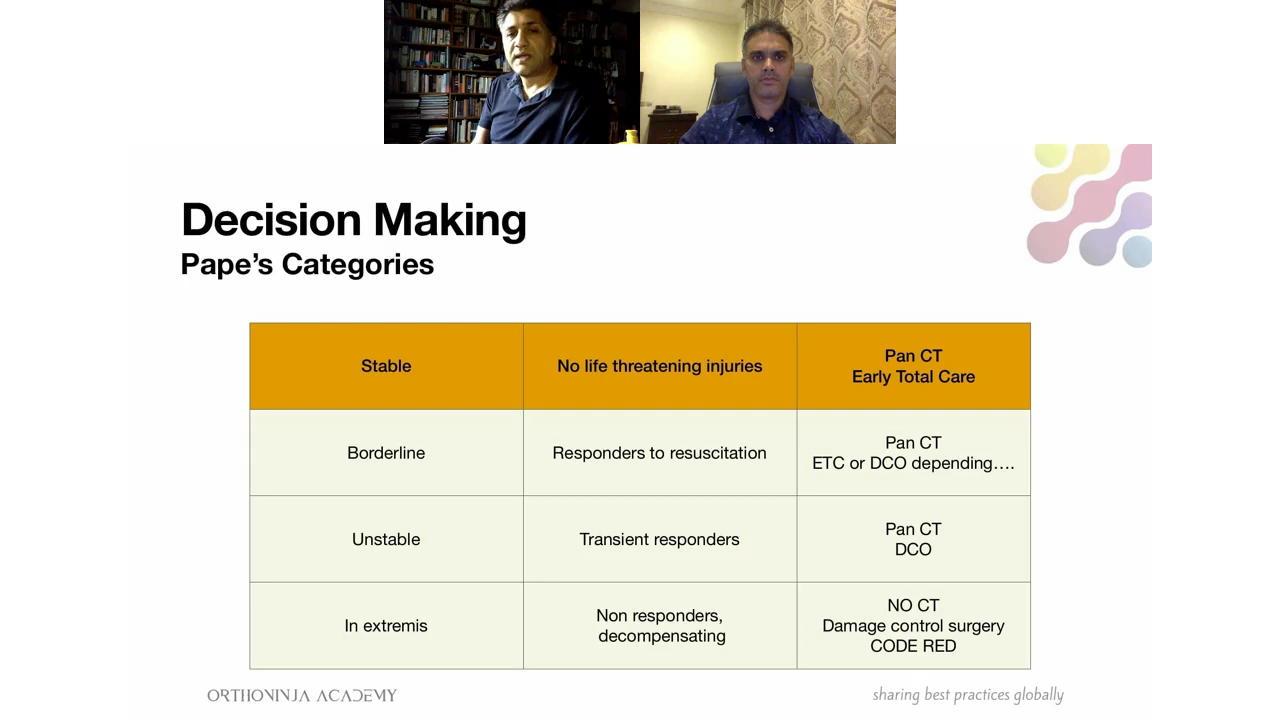 Decision Making
Pape’s Categories
Stable
No life threatening injuries
Pan CT
Early Total Care
Borderline
Responders to resuscitation
Pan CT
ETC or DCO depending....
Unstable
Transient responders
Pan CT
DCO
In extremis
Non responders,
decompensating
NO CT
Damage control surgery
CODE RED
ORTHONINJA ACADEMY
sharing best practices globally